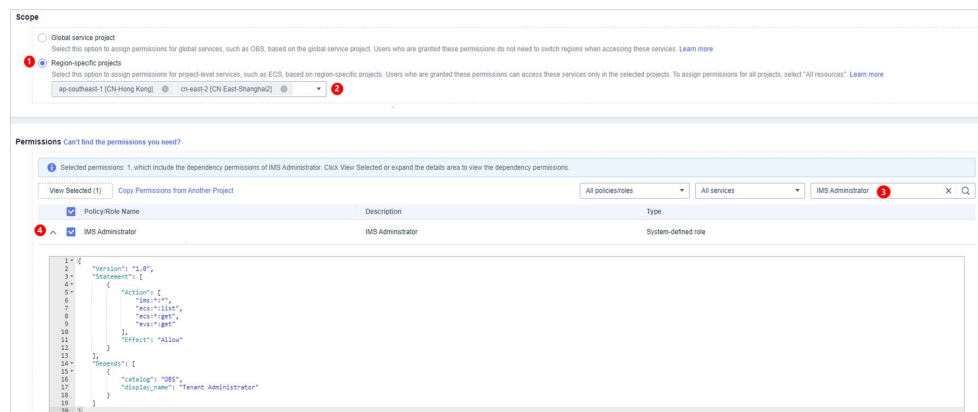 Scope
Global service project
Select this option to assign permissions for global services, such as OBS, based on the global service project. Users who are granted these permissions do not need to switch regions when accessing these services. Learn more
1 Region-specific projects
Select this option to assign permissions for project-level services, such as ECS, based on region-specific projects. Users who are granted these permissions can access these services only in the selected projects. To assign permissions for all projects, select "All resources". Learn more
ap-southeast-1 [CN-Hong Kong] cn-east-2 [CN East-Shanghai2] 2
Permissions Can't find the permissions you need?
Selected permissions: 1, which include the dependency permissions of IMS Administrator. Click View Selected or expand the details area to view the dependency permissions.
View Selected (1) Copy Permissions from Another Project All policies/roles All services IMS Administrator 3
Policy/Role Name Description Type
4 IMS Administrator IMS Administrator System-defined role
1 {
2 "Version": "1.0",
3 "Statement": [
4 {
5 "Action": [
6 "ims:*:*",
7 "ecs:*:list",
8 "ecs:*:get",
9 "evs:*:get"
10 ],
11 "Effect": "Allow"
12 }
13 ],
14 "Depends": [
15 {
16 "catalog": "OBS",
17 "display_name": "Tenant Administrator"
18 }
19 ]
20 }